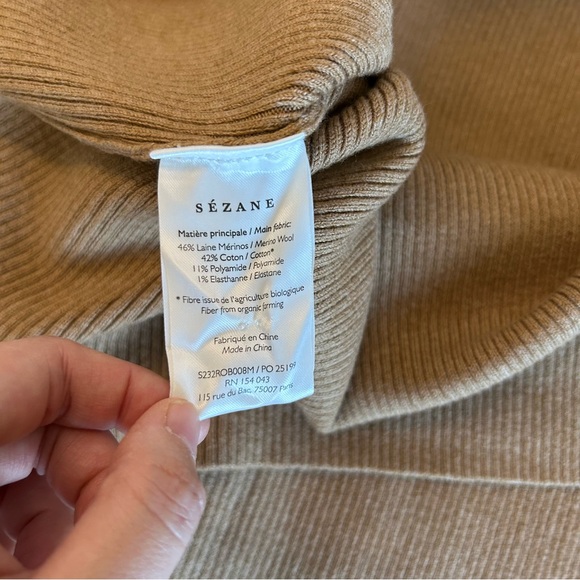 SÉZANE
Matière principale / Main fabric:
46% Laine Mérinos / Merino Wool
42% Coton / Cotton*
11% Polyamide / Polyamide
1% Elasthanne / Elastane
* Fibre issue de l'agriculture biologique
Fiber from organic farming
Fabriqué en Chine
Made in China
S232ROB008M / PO 25199
RN 154 043
115 rue du Bac, 75007 Paris